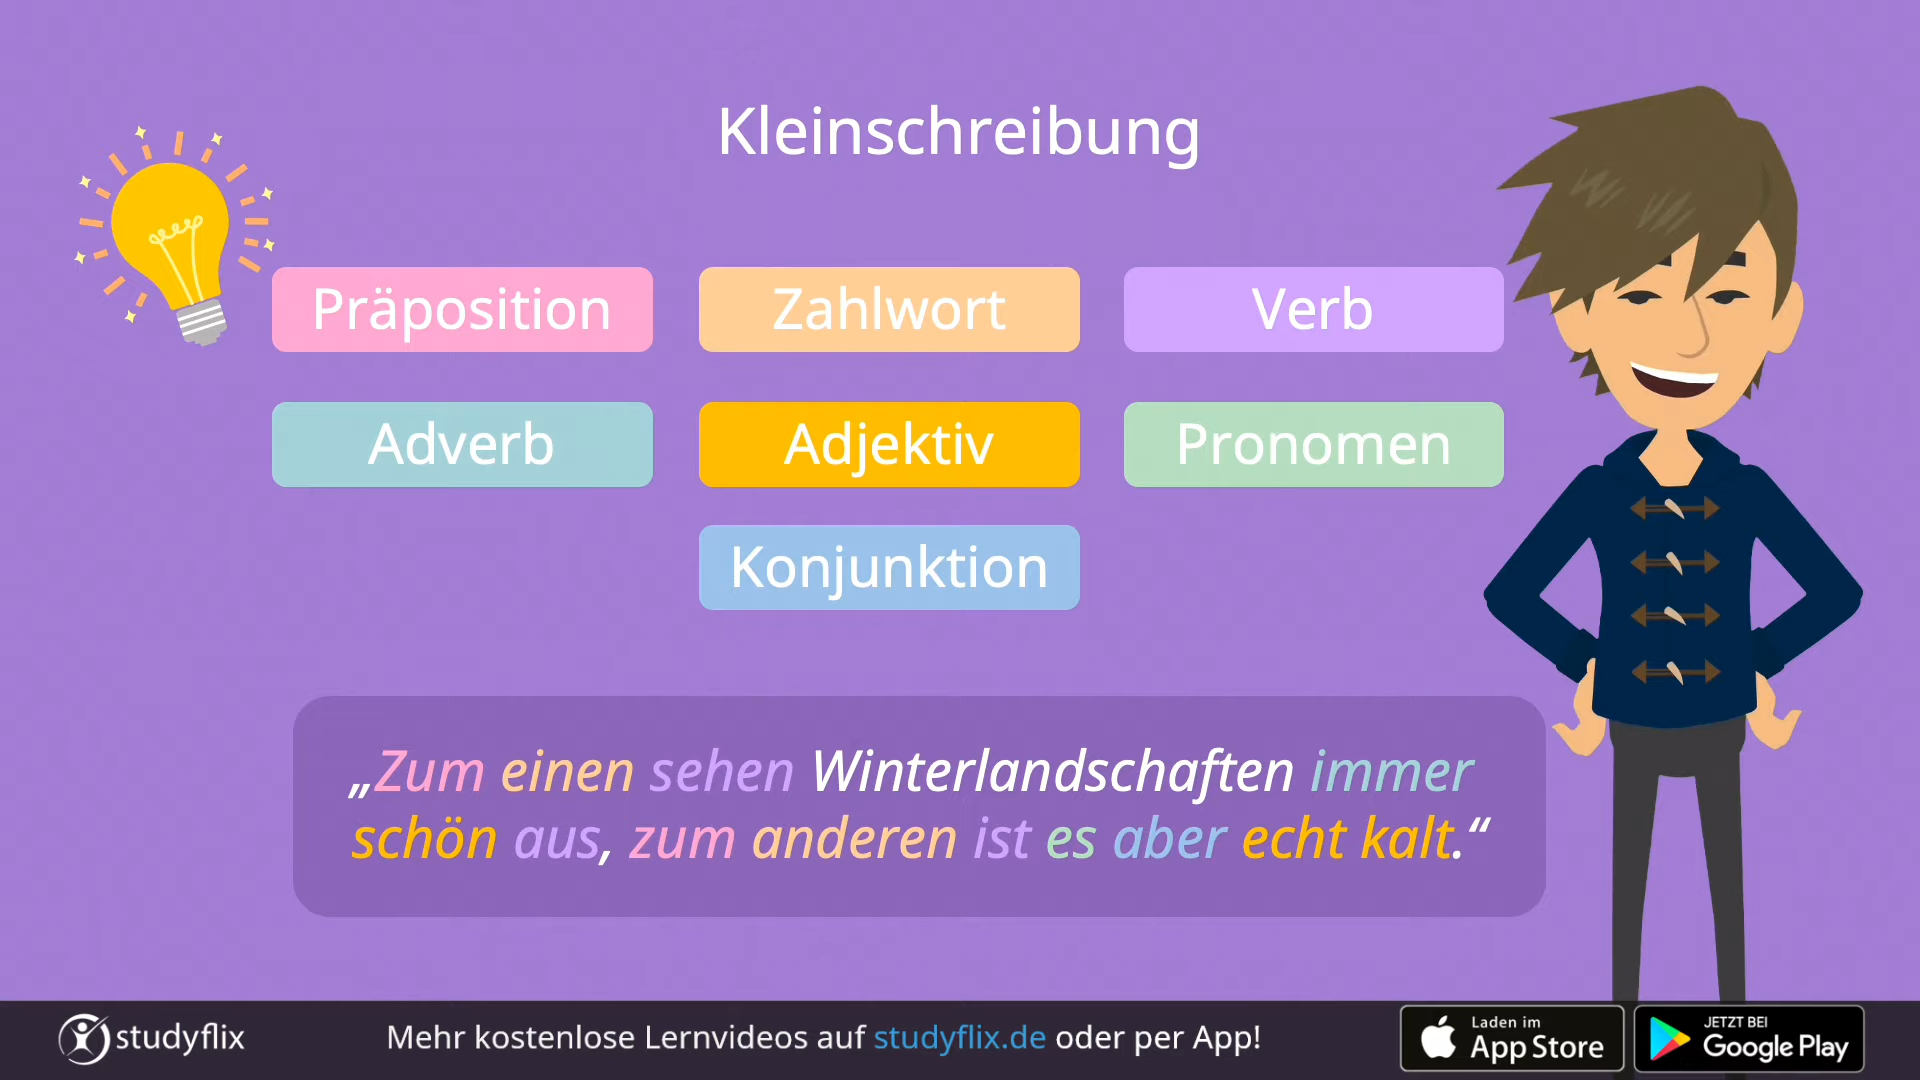 Kleinschreibung
Präposition
Zahlwort
Verb
Adverb
Adjektiv
Pronomen
Konjunktion
„Zum einen sehen Winterlandschaften immer
schön aus, zum anderen ist es aber echt kalt.“
studyflix
Mehr kostenlose Lernvideos auf studyflix.de oder per App!
Laden im
App Store
JETZT BEI
Google Play